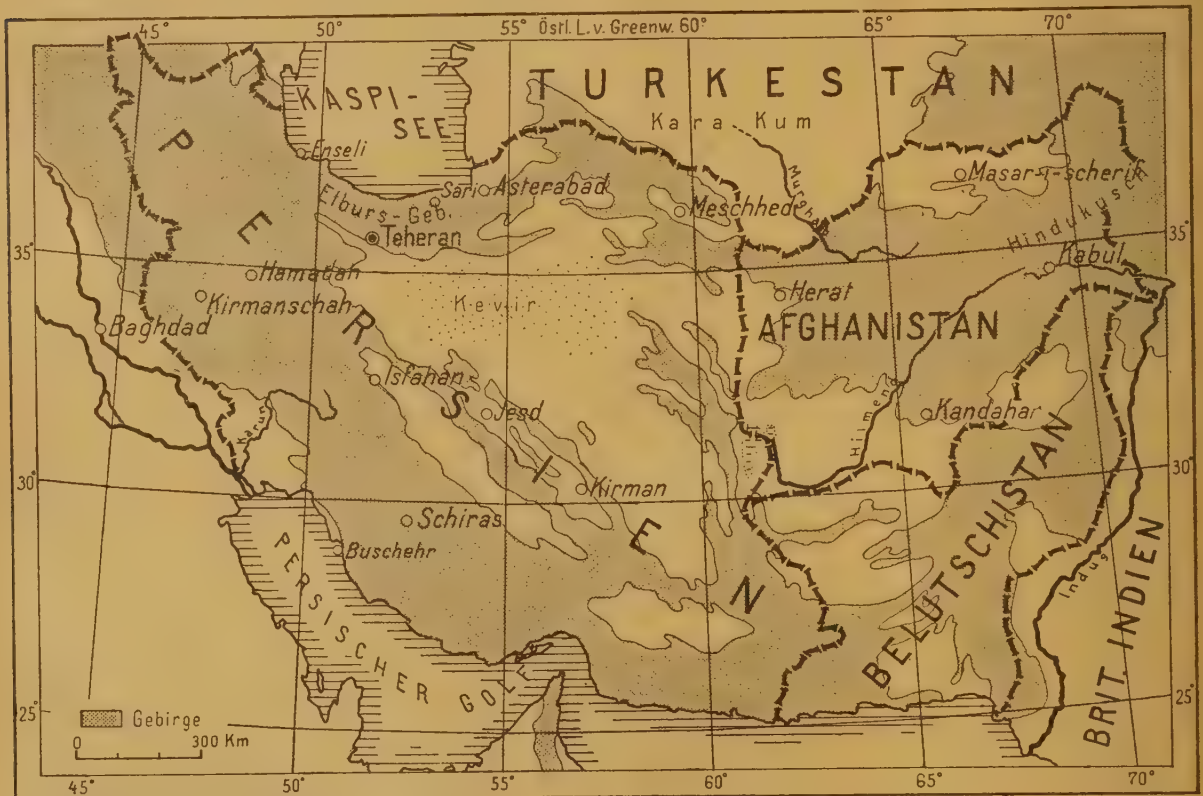 45° 50° 55° Östl. L. v. Greenw. 60° 65° 70°
TURKESTAN
KASPI-
SEE
Kara Kum
PERSIEN
Enseli
Murghab
Masar-i-scherif
Sari
Asterabad
Elburs-Geb.
Meschhed
Teheran
Hindukusch
35°
35°
Kabul
Hamadan
Kirmanschah
Kevir
Herat
Baghdad
AFGHANISTAN
Isfahan
Jesd
Hilmend
Kandahar
Karun
30°
30°
Kirman
Schiras
Buschehr
BELUTSCHISTAN
PERSISCHER GOLF
Indus
BRIT. INDIEN
25°
25°
Gebirge
0 300 Km
45° 50° 55° 60° 65° 70°